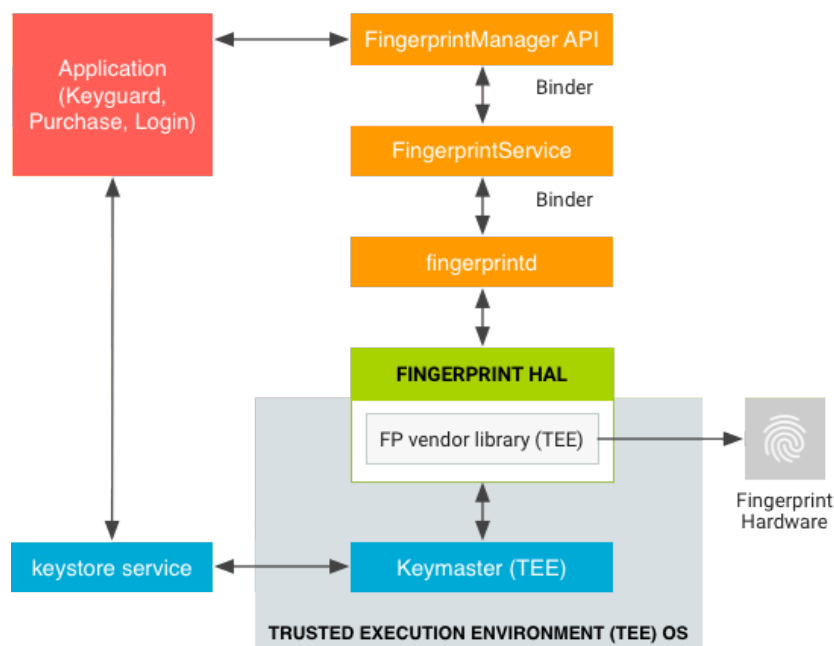 Application
(Keyguard,
Purchase, Login)
FingerprintManager API
Binder
FingerprintService
Binder
fingerprintd
FINGERPRINT HAL
FP vendor library (TEE)
Fingerprint
Hardware
keystore service
Keymaster (TEE)
TRUSTED EXECUTION ENVIRONMENT (TEE) OS